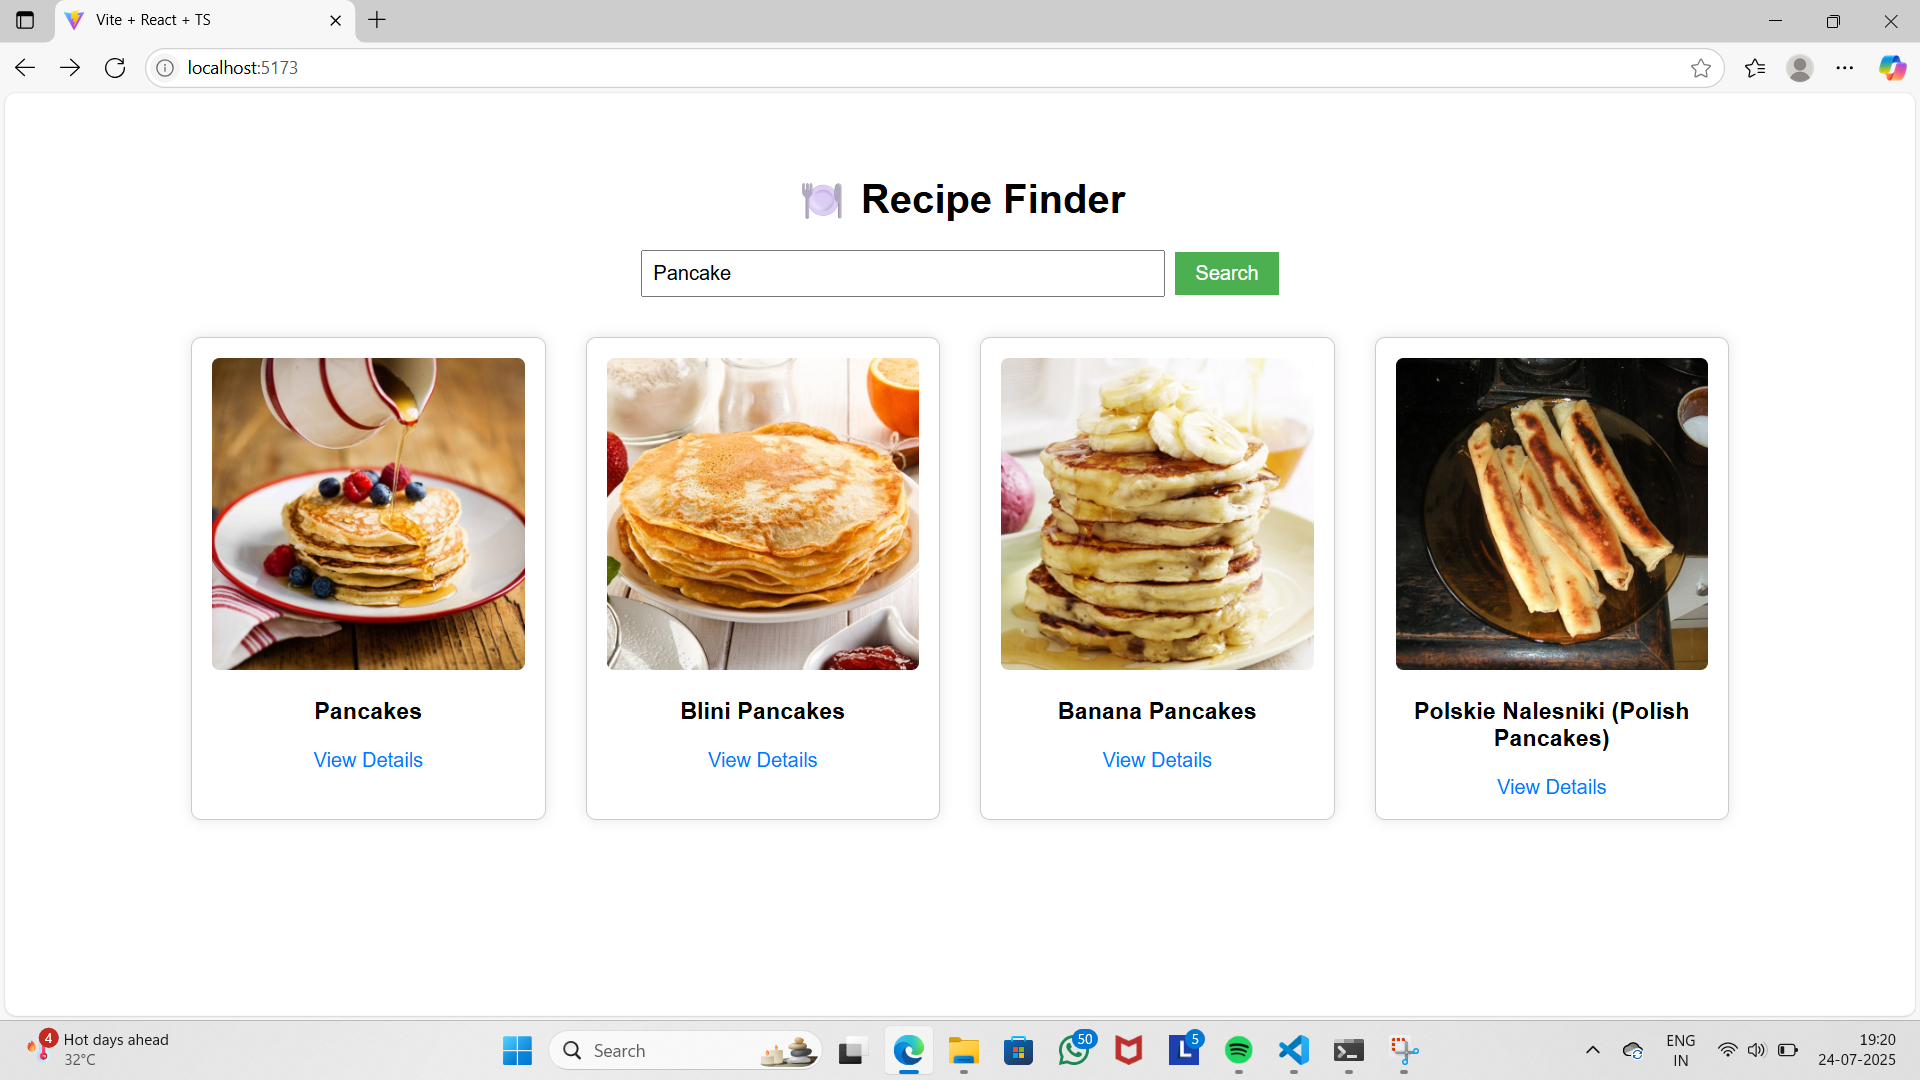 Vite + React + TS
localhost:5173
Recipe Finder
Pancake
Search
Pancakes
View Details
Blini Pancakes
View Details
Banana Pancakes
View Details
Polskie Nalesniki (Polish
Pancakes)
View Details
4
Hot days ahead
32°C
Search
50
L
5
ENG
IN
19:20
24-07-2025